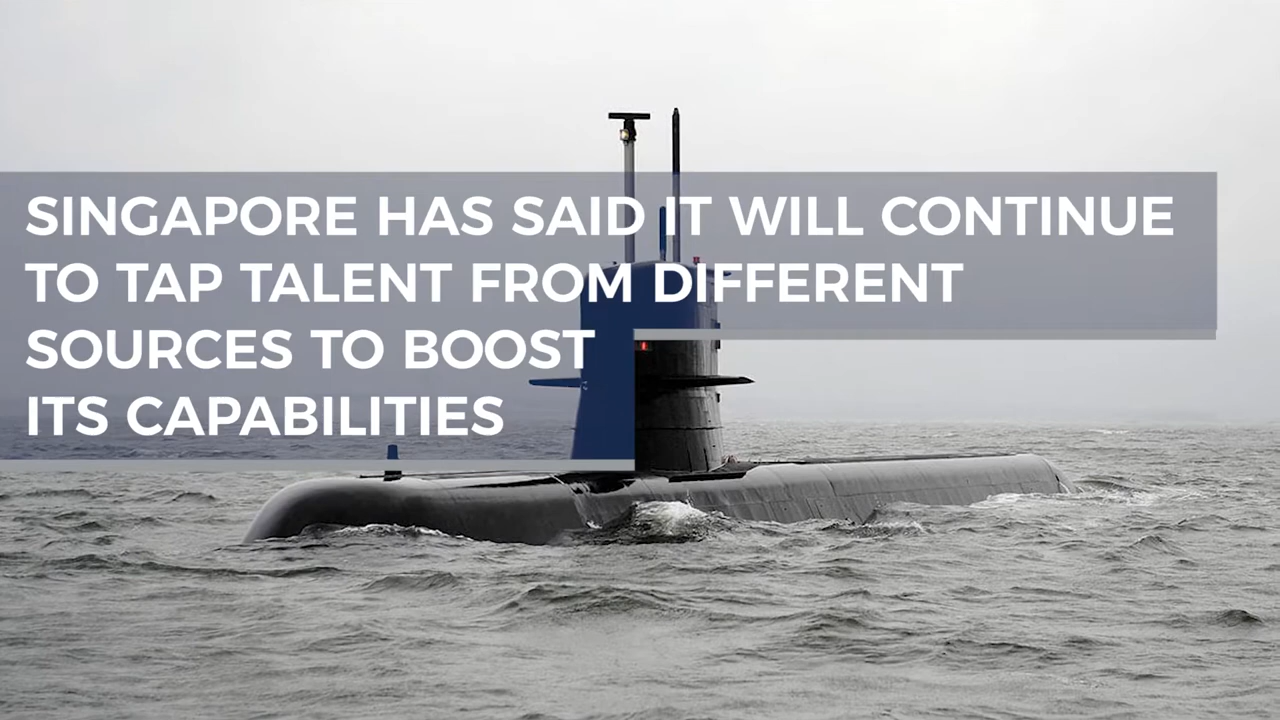 SINGAPORE HAS SAID IT WILL CONTINUE
TO TAP TALENT FROM DIFFERENT
SOURCES TO BOOST
ITS CAPABILITIES